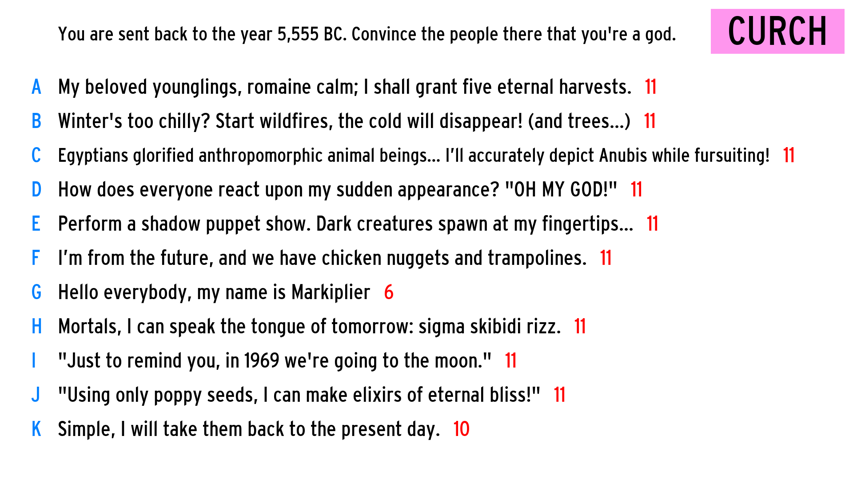 You are sent back to the year 5,555 BC. Convince the people there that you're a god.
CURCH
A My beloved younglings, romaine calm; I shall grant five eternal harvests. 11
B Winter's too chilly? Start wildfires, the cold will disappear! (and trees...) 11
C Egyptians glorified anthropomorphic animal beings... I'll accurately depict Anubis while fursuiting! 11
D How does everyone react upon my sudden appearance? "OH MY GOD!" 11
E Perform a shadow puppet show. Dark creatures spawn at my fingertips... 11
F I'm from the future, and we have chicken nuggets and trampolines. 11
G Hello everybody, my name is Markiplier 6
H Mortals, I can speak the tongue of tomorrow: sigma skibidi rizz. 11
I "Just to remind you, in 1969 we're going to the moon." 11
J "Using only poppy seeds, I can make elixirs of eternal bliss!" 11
K Simple, I will take them back to the present day. 10